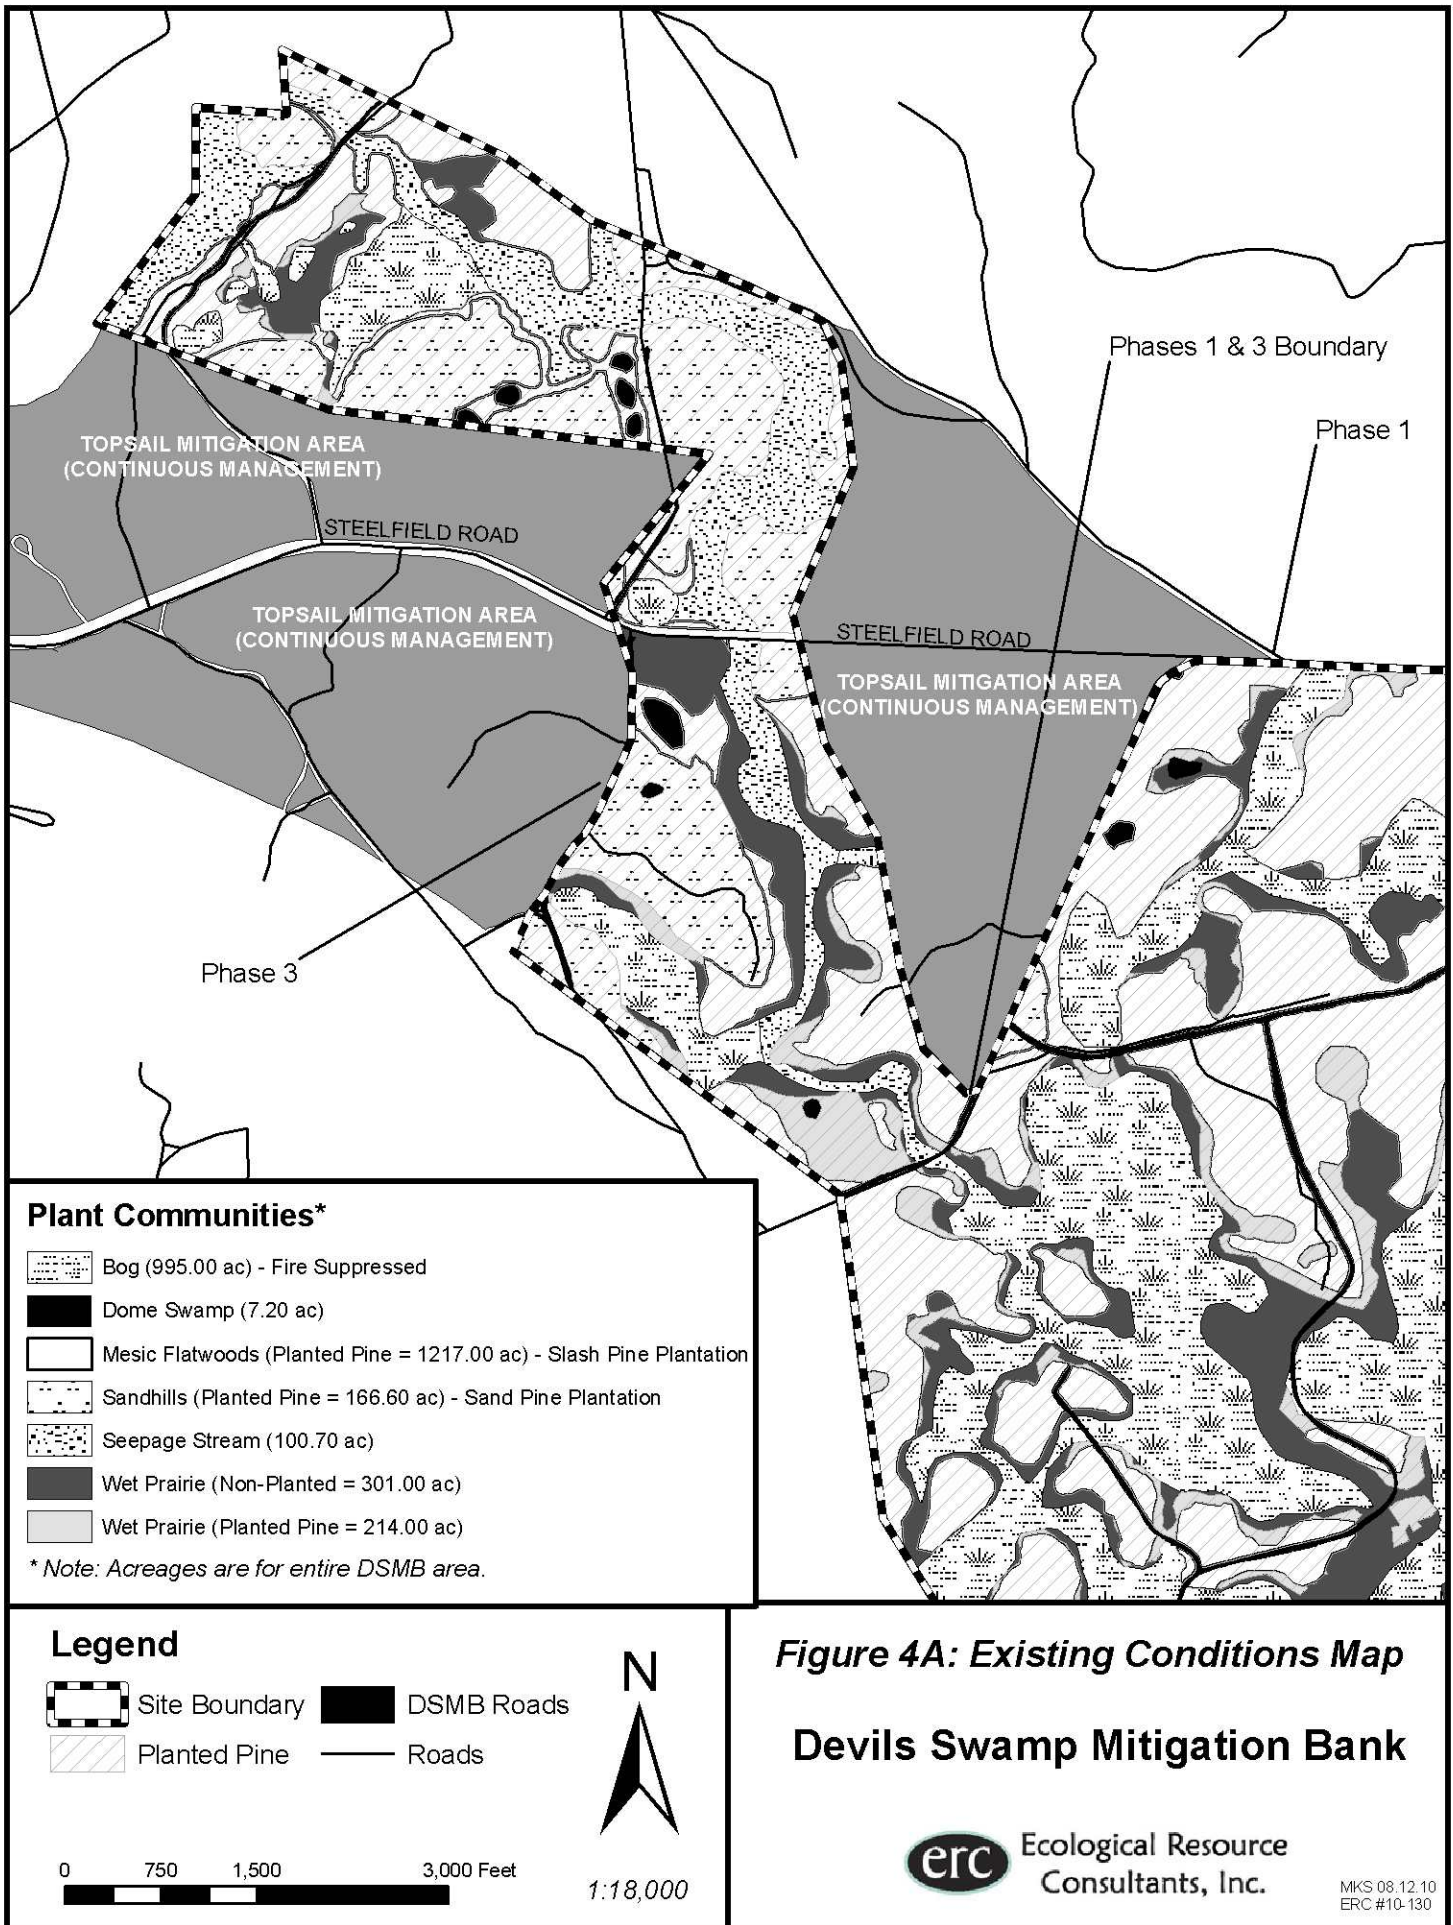 Phases 1 & 3 Boundary
Phase 1
TOPSAIL MITIGATION AREA
(CONTINUOUS MANAGEMENT)
STEELFIELD ROAD
TOPSAIL MITIGATION AREA
(CONTINUOUS MANAGEMENT)
STEELFIELD ROAD
TOPSAIL MITIGATION AREA
(CONTINUOUS MANAGEMENT)
Phase 3
Plant Communities*
Bog (995.00 ac) - Fire Suppressed
Dome Swamp (7.20 ac)
Mesic Flatwoods (Planted Pine = 1217.00 ac) - Slash Pine Plantation
Sandhills (Planted Pine = 166.60 ac) - Sand Pine Plantation
Seepage Stream (100.70 ac)
Wet Prairie (Non-Planted = 301.00 ac)
Wet Prairie (Planted Pine = 214.00 ac)
* Note: Acreages are for entire DSMB area.
Legend
Site Boundary
DSMB Roads
Planted Pine
Roads
N
0 750 1,500 3,000 Feet
1:18,000
Figure 4A: Existing Conditions Map
Devils Swamp Mitigation Bank
erc
Ecological Resource
Consultants, Inc.
MKS 08.12.10
ERC #10-130